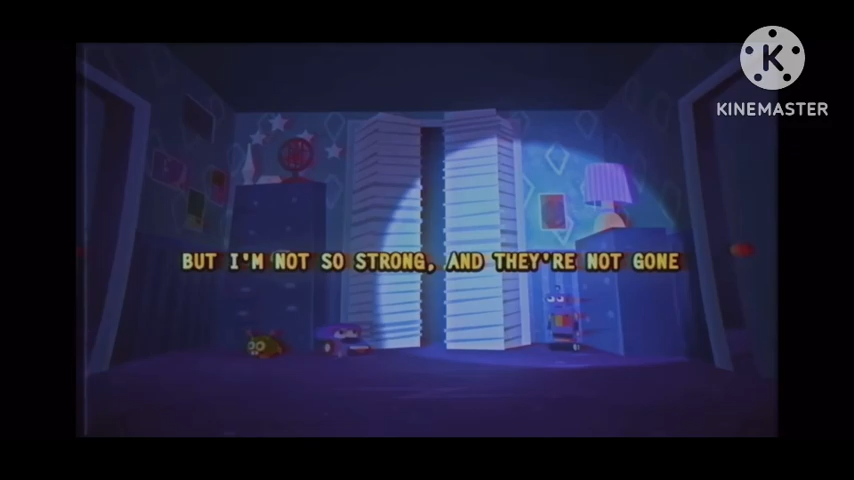 K
KINEMASTER
BUT I'M NOT SO STRONG, AND THEY'RE NOT GONE